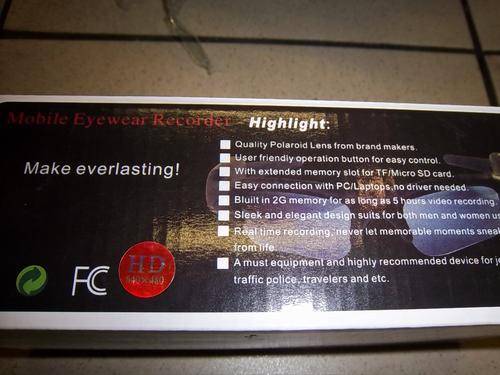 Mobile Eyewear Recorder
Highlight:
Make everlasting!
Quality Polaroid Lens from brand makers.
User friendly operation button for easy control.
With extended memory slot for TF/Micro SD card.
Easy connection with PC/Laptops,no driver needed.
Bluilt in 2G memory for as long as 5 hours video recording
Sleek and elegant design suits for both men and women
Real time recording, never let memorable moments
from life.
A must equipment and highly recommended device for
traffic police, travelers and etc.
FC
HD
640×480